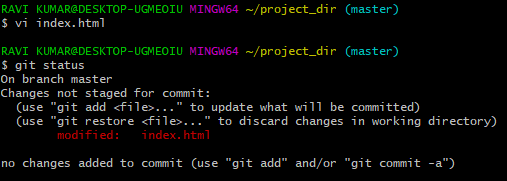 RAVI KUMAR@DESKTOP-UGMEOIU MINGW64 ~/project_dir (master)
$ vi index.html
RAVI KUMAR@DESKTOP-UGMEOIU MINGW64 ~/project_dir (master)
$ git status
On branch master
Changes not staged for commit:
  (use "git add <file>..." to update what will be committed)
  (use "git restore <file>..." to discard changes in working directory)
        modified:   index.html
no changes added to commit (use "git add" and/or "git commit -a")